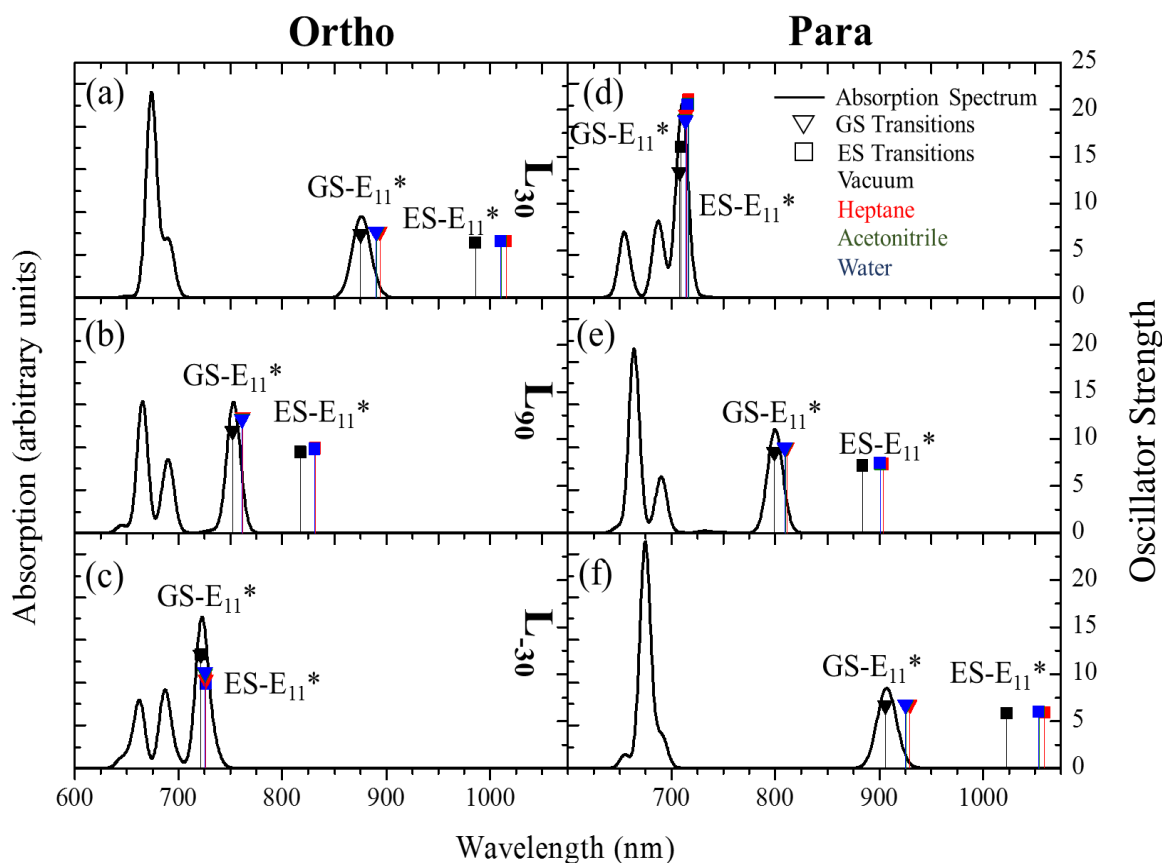 Ortho
Para
(a)
GS-E11*
ES-E11*
L30
(d)
GS-E11*
ES-E11*
Absorption Spectrum
GS Transitions
ES Transitions
Vacuum
Heptane
Acetonitrile
Water
25
20
15
10
5
0
(b)
GS-E11*
ES-E11*
L90
(e)
GS-E11*
ES-E11*
20
15
10
5
0
(c)
GS-E11*
ES-E11*
L-30
(f)
GS-E11*
ES-E11*
20
15
10
5
0
Absorption (arbitrary units)
Oscillator Strength
600 700 800 900 1000 700 800 900 1000
Wavelength (nm)